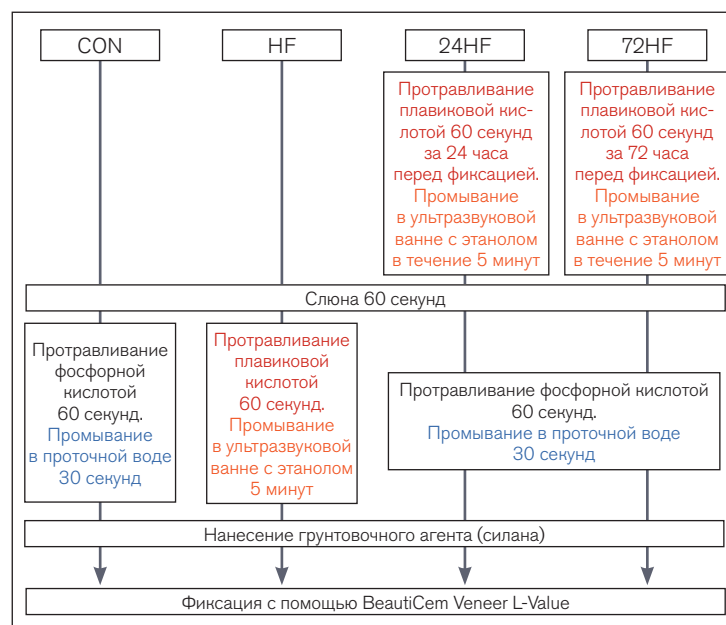 CON
HF
24HF
72HF
Протравливание
плавиковой кис-
лотой 60 секунд
за 24 часа
перед фиксацией.
Промывание
в ультразвуковой
ванне с этанолом
в течение 5 минут
Протравливание
плавиковой кис-
лотой 60 секунд
за 72 часа
перед фиксацией.
Промывание
в ультразвуковой
ванне с этанолом
в течение 5 минут
Слюна 60 секунд
Протравливание
фосфорной
кислотой
60 секунд.
Промывание
в проточной воде
30 секунд
Протравливание
плавиковой
кислотой
60 секунд.
Промывание
в ультразвуковой
ванне с этанолом
5 минут
Протравливание фосфорной кислотой
60 секунд.
Промывание в проточной воде
30 секунд
Нанесение грунтовочного агента (силана)
Фиксация с помощью BeautiCem Veneer L-Value